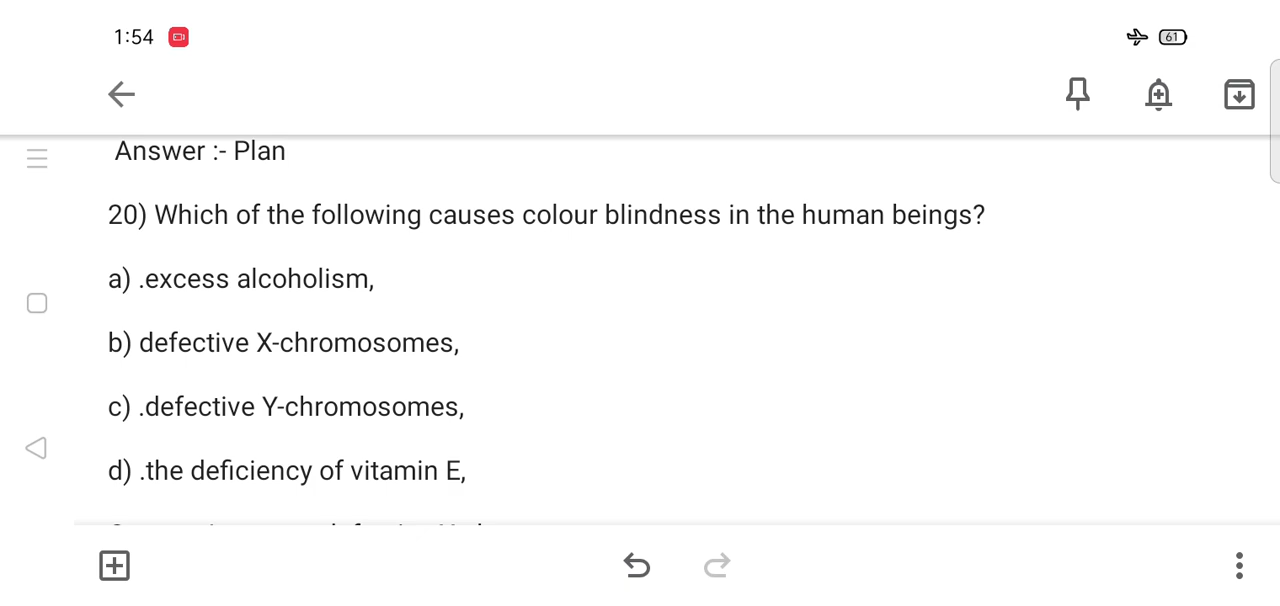 1:54
61
Answer :- Plan
20) Which of the following causes colour blindness in the human beings?
a) .excess alcoholism,
b) defective X-chromosomes,
c) .defective Y-chromosomes,
d) .the deficiency of vitamin E,